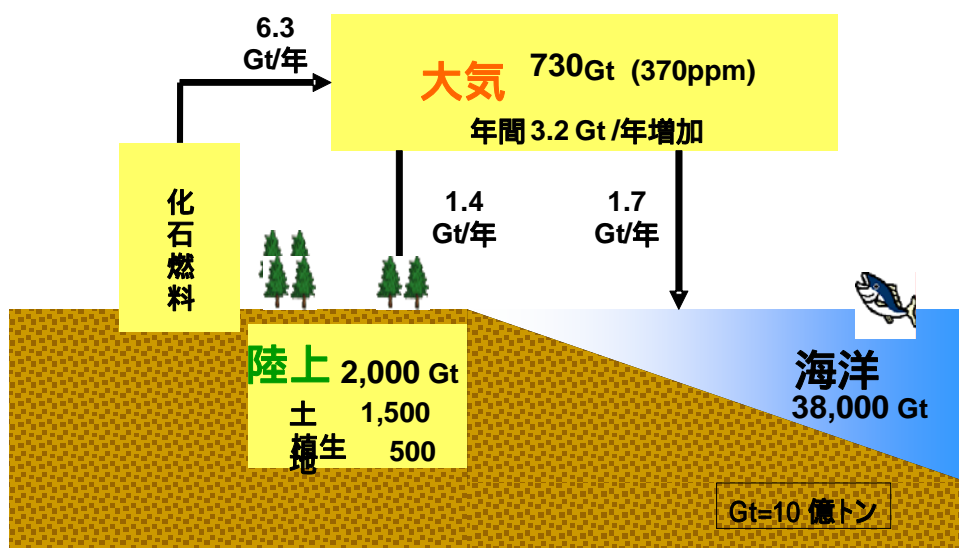 6.3
Gt/年
大気 730Gt (370ppm)
年間 3.2 Gt /年増加
化石燃料
1.4
Gt/年
1.7
Gt/年
陸上 2,000 Gt
土地 1,500
植生 500
海洋
38,000 Gt
Gt=10 億トン